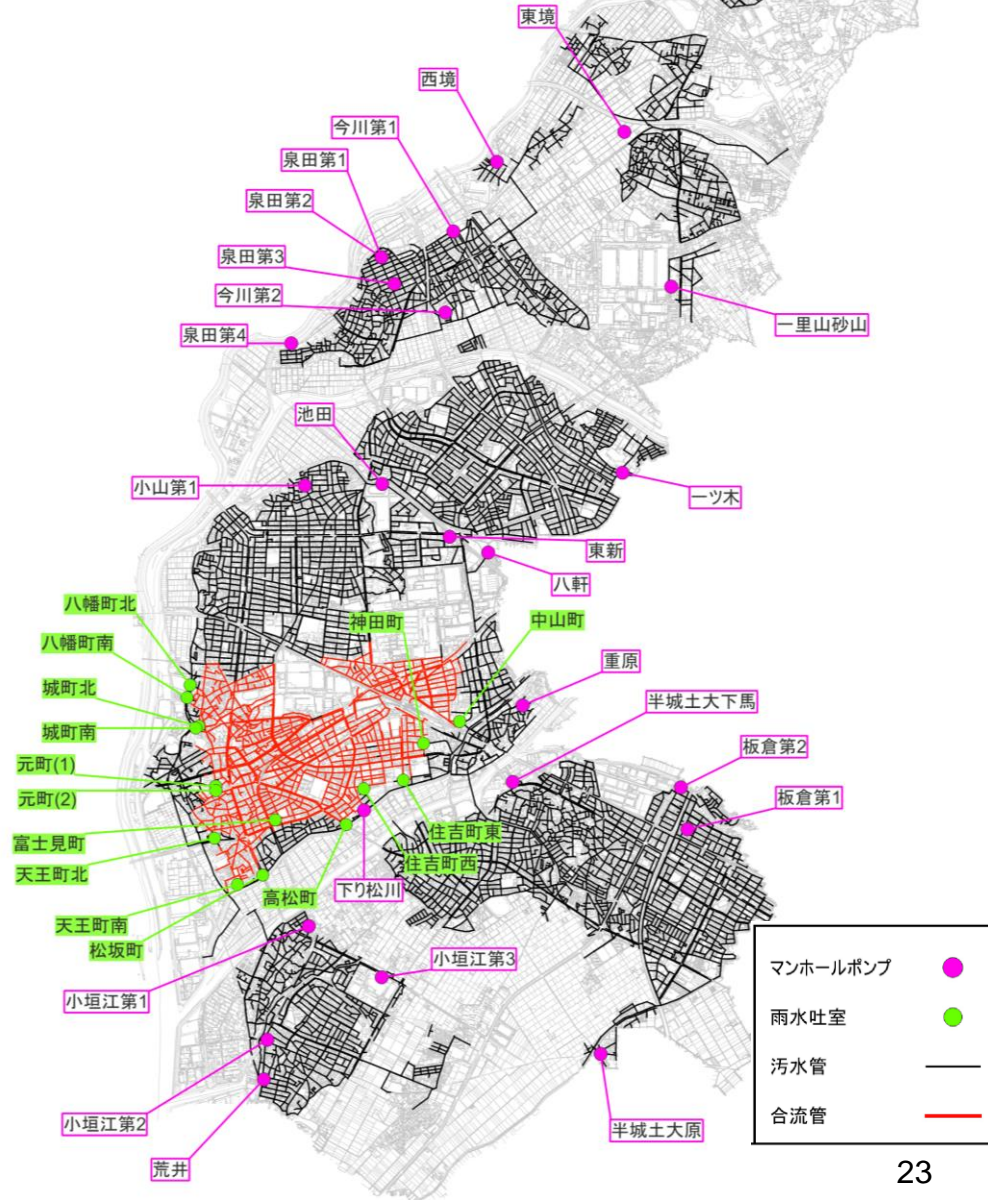 東境
西境
今川第1
泉田第1
泉田第2
泉田第3
今川第2
泉田第4
一里山砂山
池田
小山第1
一ツ木
東新
八軒
八幡町北
神田町
中山町
八幡町南
重原
城町北
半城土大下馬
城町南
板倉第2
元町(1)
元町(2)
板倉第1
富士見町
住吉町東
天王町北
住吉町西
高松町
下り松川
天王町南
松坂町
小垣江第3
小垣江第1
小垣江第2
半城土大原
荒井
マンホールポンプ
雨水吐室
汚水管
合流管
23